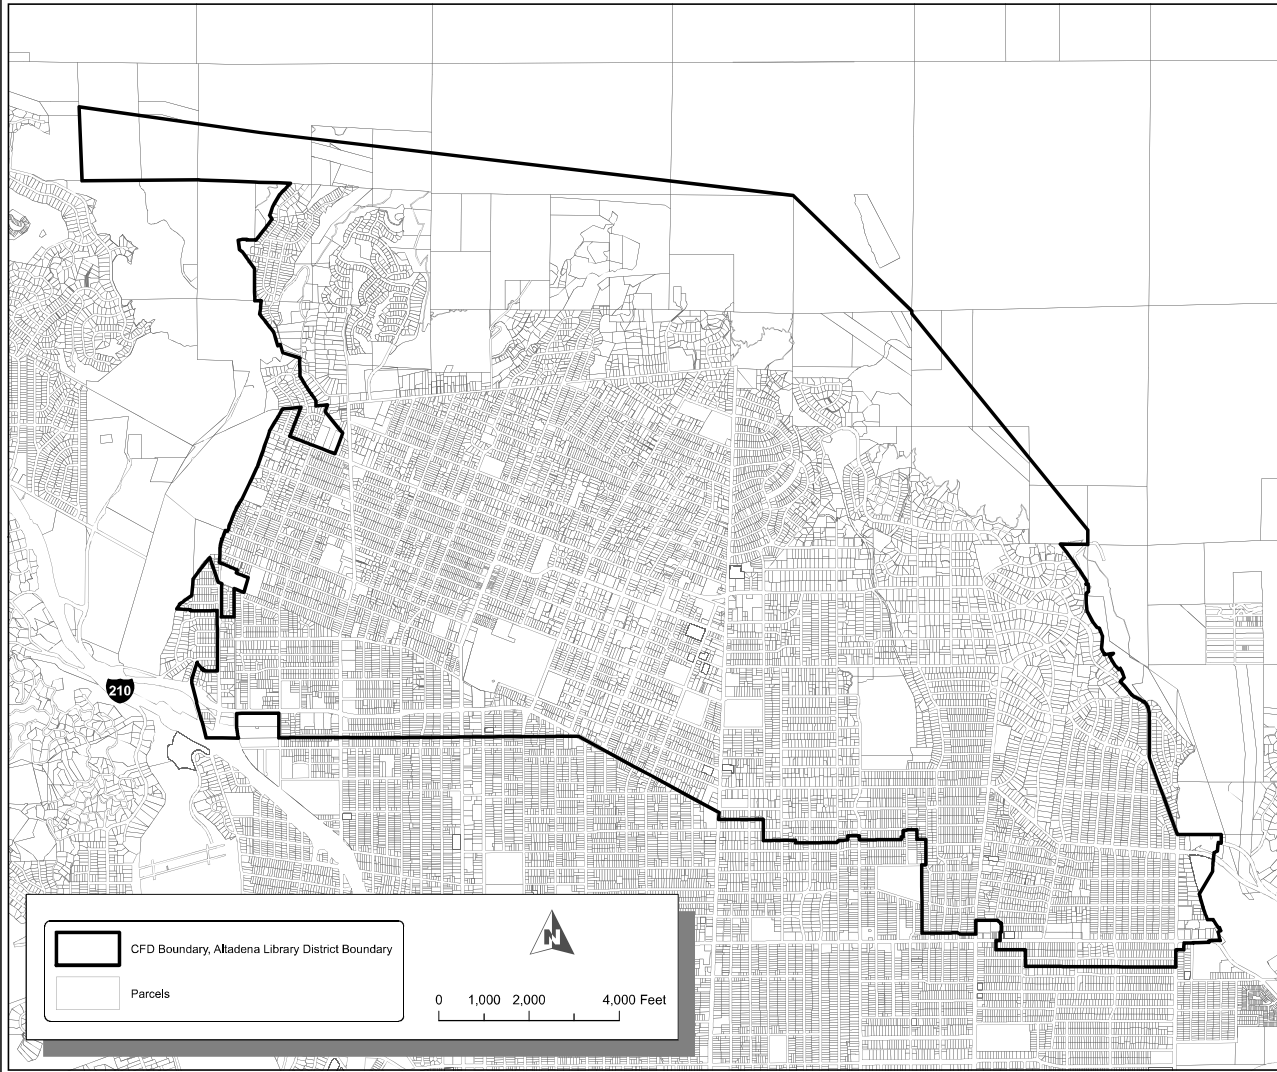 210
CFD Boundary, Altadena Library District Boundary
Parcels
N
0 1,000 2,000 4,000 Feet